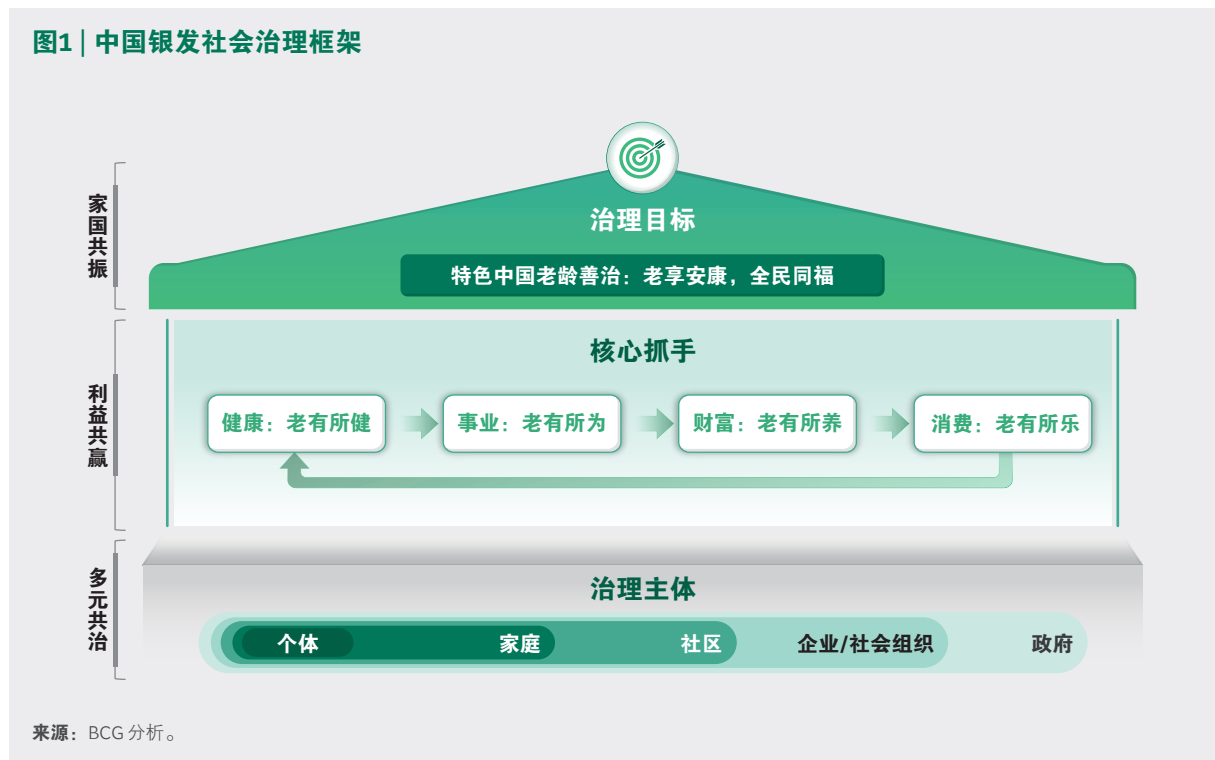 图1 | 中国银发社会治理框架
家国共振
治理目标
特色中国老龄善治：老享安康，全民同福
利益共赢
核心抓手
健康：老有所健
事业：老有所为
财富：老有所养
消费：老有所乐
多元共治
治理主体
个体
家庭
社区
企业/社会组织
政府
来源：BCG 分析。